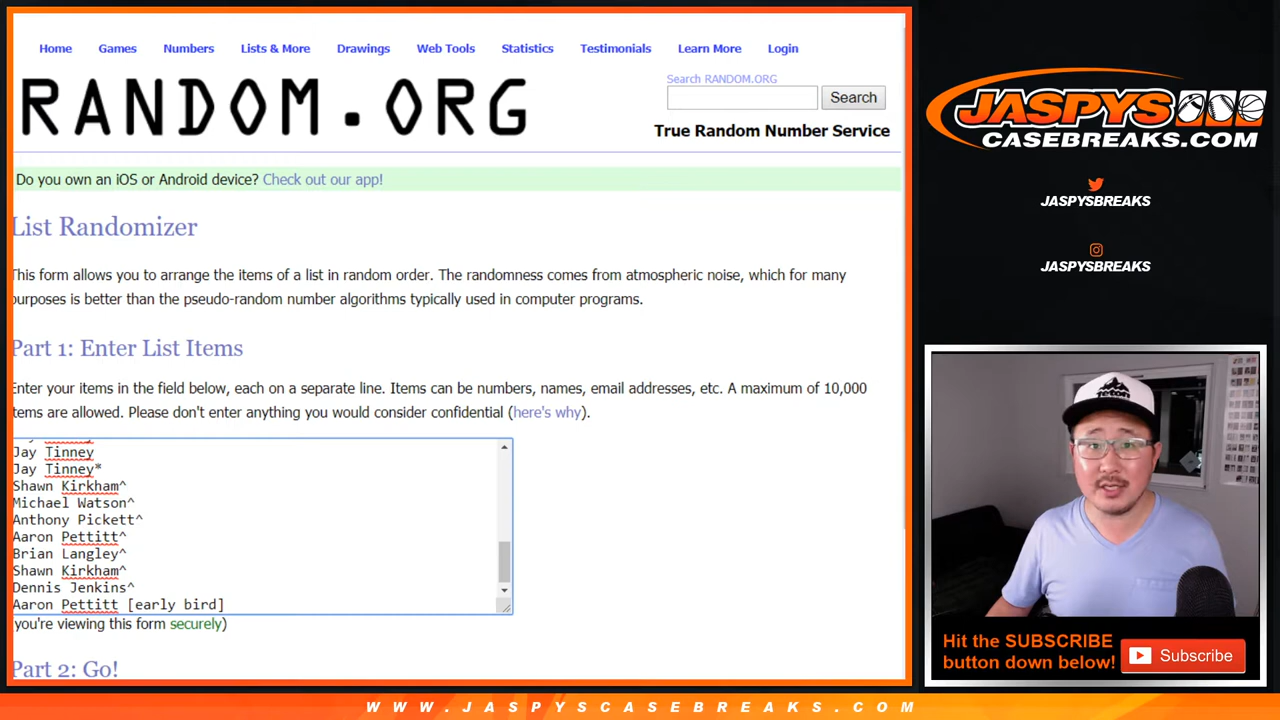 Home Games Numbers Lists & More Drawings Web Tools Statistics Testimonials Learn More Login
RANDOM.ORG
Search RANDOM.ORG
Search
True Random Number Service
Do you own an iOS or Android device? Check out our app!
List Randomizer
This form allows you to arrange the items of a list in random order. The randomness comes from atmospheric noise, which for many
purposes is better than the pseudo-random number algorithms typically used in computer programs.
Part 1: Enter List Items
Enter your items in the field below, each on a separate line. Items can be numbers, names, email addresses, etc. A maximum of 10,000
items are allowed. Please don't enter anything you would consider confidential (here's why).
Jay Tinney
Jay Tinney*
Shawn Kirkham^
Michael Watson^
Anthony Pickett^
Aaron Pettitt^
Brian Langley^
Shawn Kirkham^
Dennis Jenkins^
Aaron Pettitt [early bird]
(you're viewing this form securely)
Part 2: Go!
JASPYS
CASEBREAKS.COM
JASPYSBREAKS
JASPYSBREAKS
Hit the SUBSCRIBE
button down below!
Subscribe
WWW.JASPYSCASEBREAKS.COM